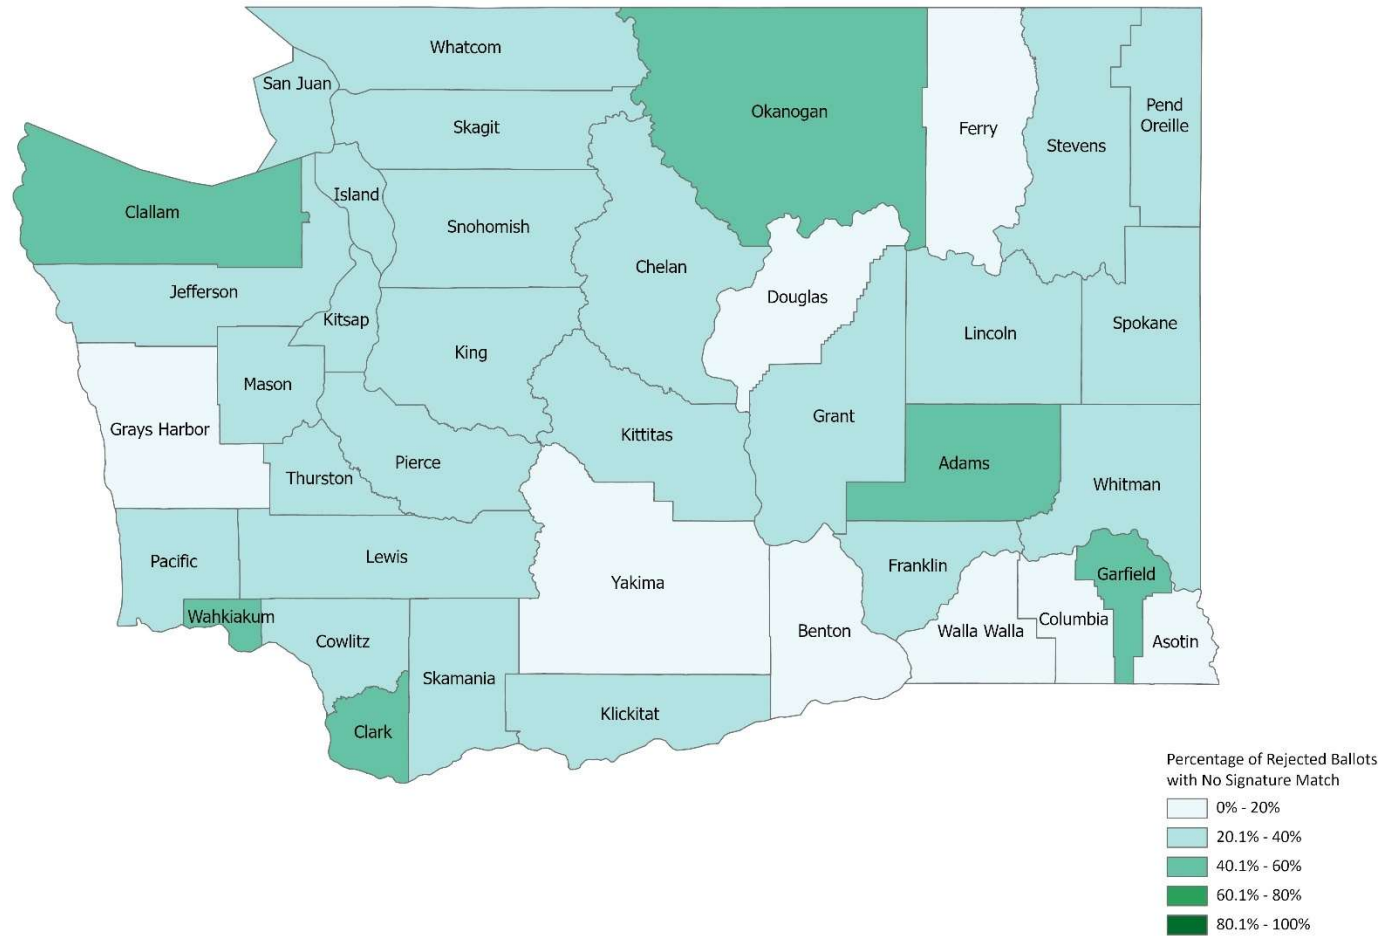 Whatcom
San Juan
Skagit
Okanogan
Ferry
Stevens
Pend
Oreille
Clallam
Island
Snohomish
Chelan
Jefferson
Kitsap
Douglas
Lincoln
Spokane
King
Mason
Grays Harbor
Kittitas
Grant
Adams
Pierce
Thurston
Whitman
Pacific
Lewis
Yakima
Franklin
Garfield
Wahkiakum
Cowlitz
Benton
Walla Walla
Columbia
Asotin
Skamania
Klickitat
Clark
Percentage of Rejected Ballots
with No Signature Match
0% - 20%
20.1% - 40%
40.1% - 60%
60.1% - 80%
80.1% - 100%